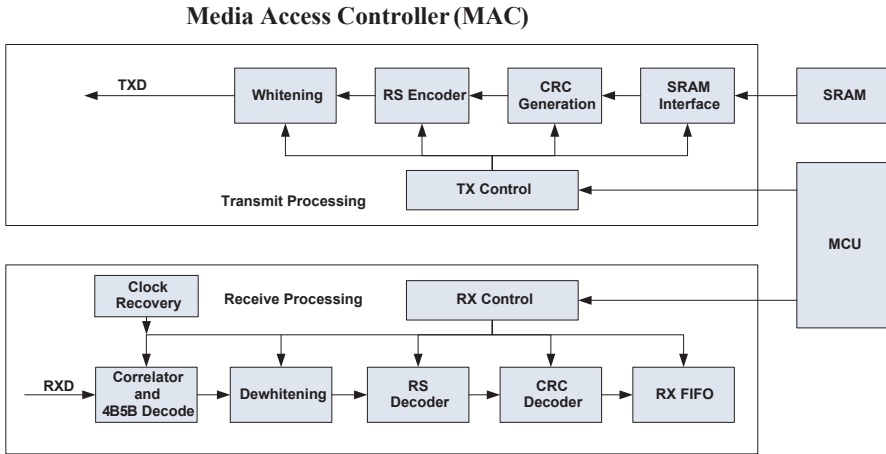 Media Access Controller (MAC)
TXD
Whitening
RS Encoder
CRC
Generation
SRAM
Interface
SRAM
TX Control
Transmit Processing
MCU
Clock
Recovery
Receive Processing
RX Control
RXD
Correlator
and
4B5B Decode
Dewhitening
RS
Decoder
CRC
Decoder
RX FIFO